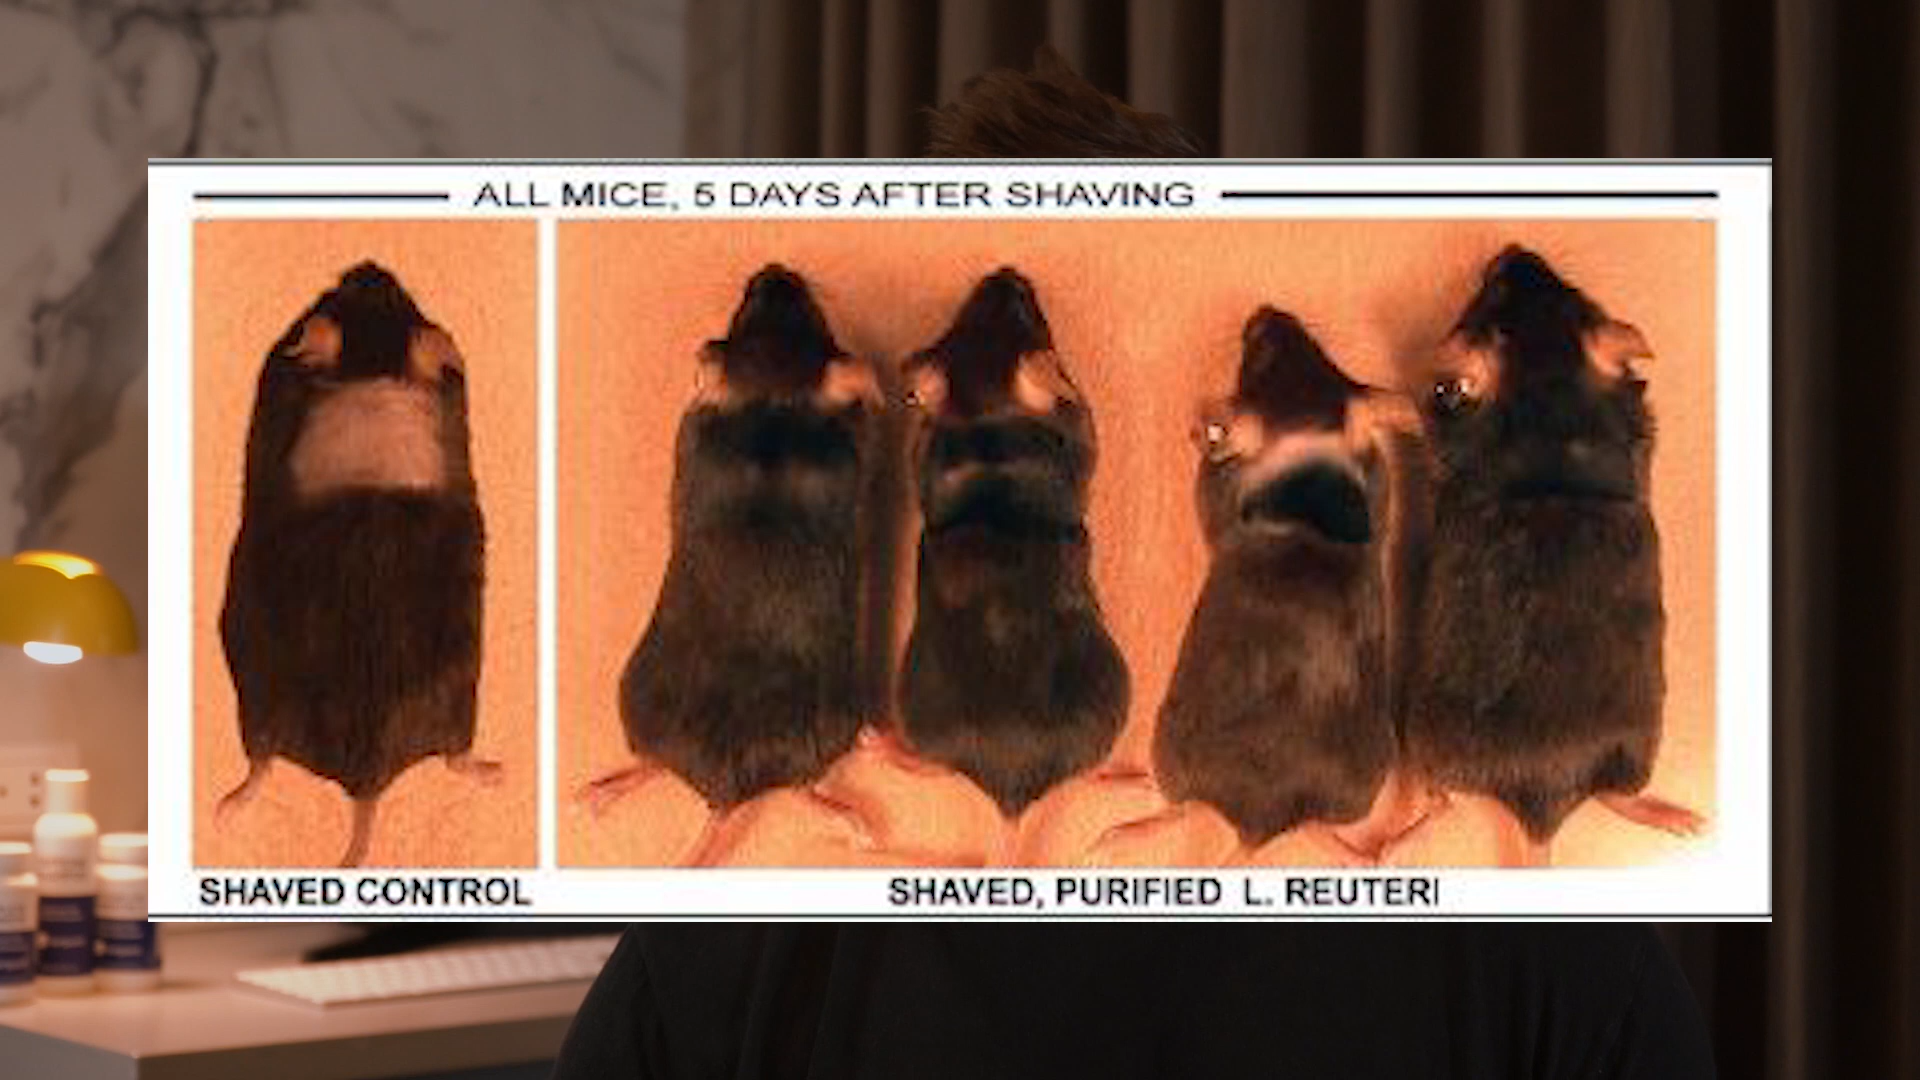 ALL MICE, 5 DAYS AFTER SHAVING
SHAVED CONTROL
SHAVED, PURIFIED L. REUTERI